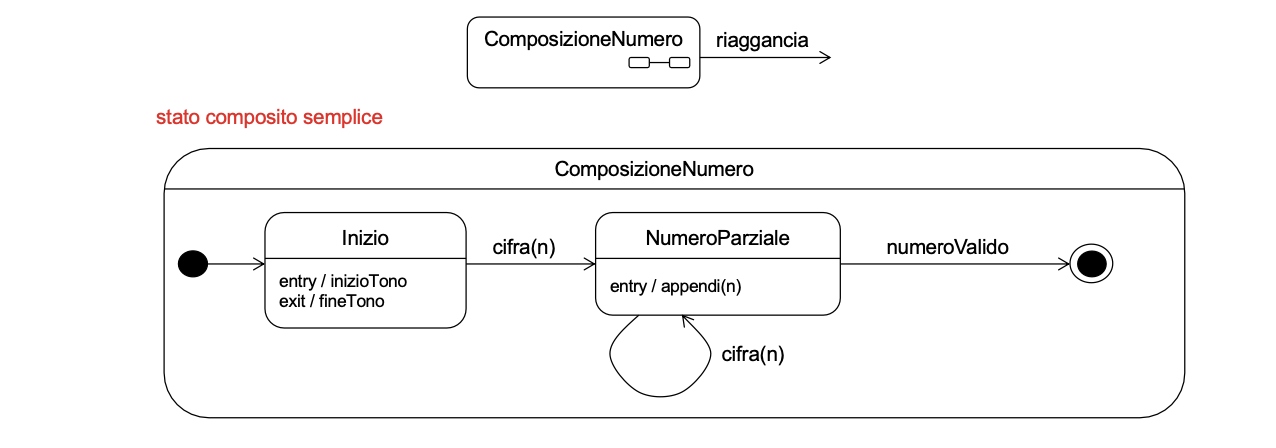 ComposizioneNumero
riaggancia
stato composito semplice
ComposizioneNumero
Inizio
entry / inizioTono
exit / fineTono
cifra(n)
NumeroParziale
entry / appendi(n)
numeroValido
cifra(n)